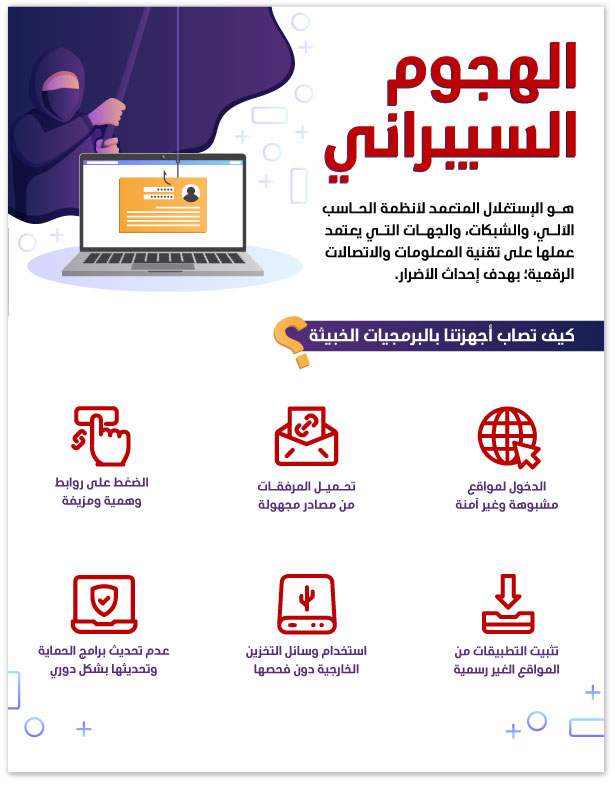 الهجوم
السيبراني
هو الإستغلال المتعمد لأنظمة الحاسب
الآلي، والشبكات، والجهات التي يعتمد
عملها على تقنية المعلومات والاتصالات
الرقمية؛ بهدف إحداث الأضرار.
كيف تصاب أجهزتنا بالبرمجيات الخبيثة؟
الدخول لمواقع
مشبوهة وغير آمنة
تحميل المرفقات
من مصادر مجهولة
الضغط على روابط
وهمية ومزيفة
تثبيت التطبيقات من
المواقع الغير رسمية
استخدام وسائل التخزين
الخارجية دون فحصها
عدم تحديث برامج الحماية
وتحديثها بشكل دوري